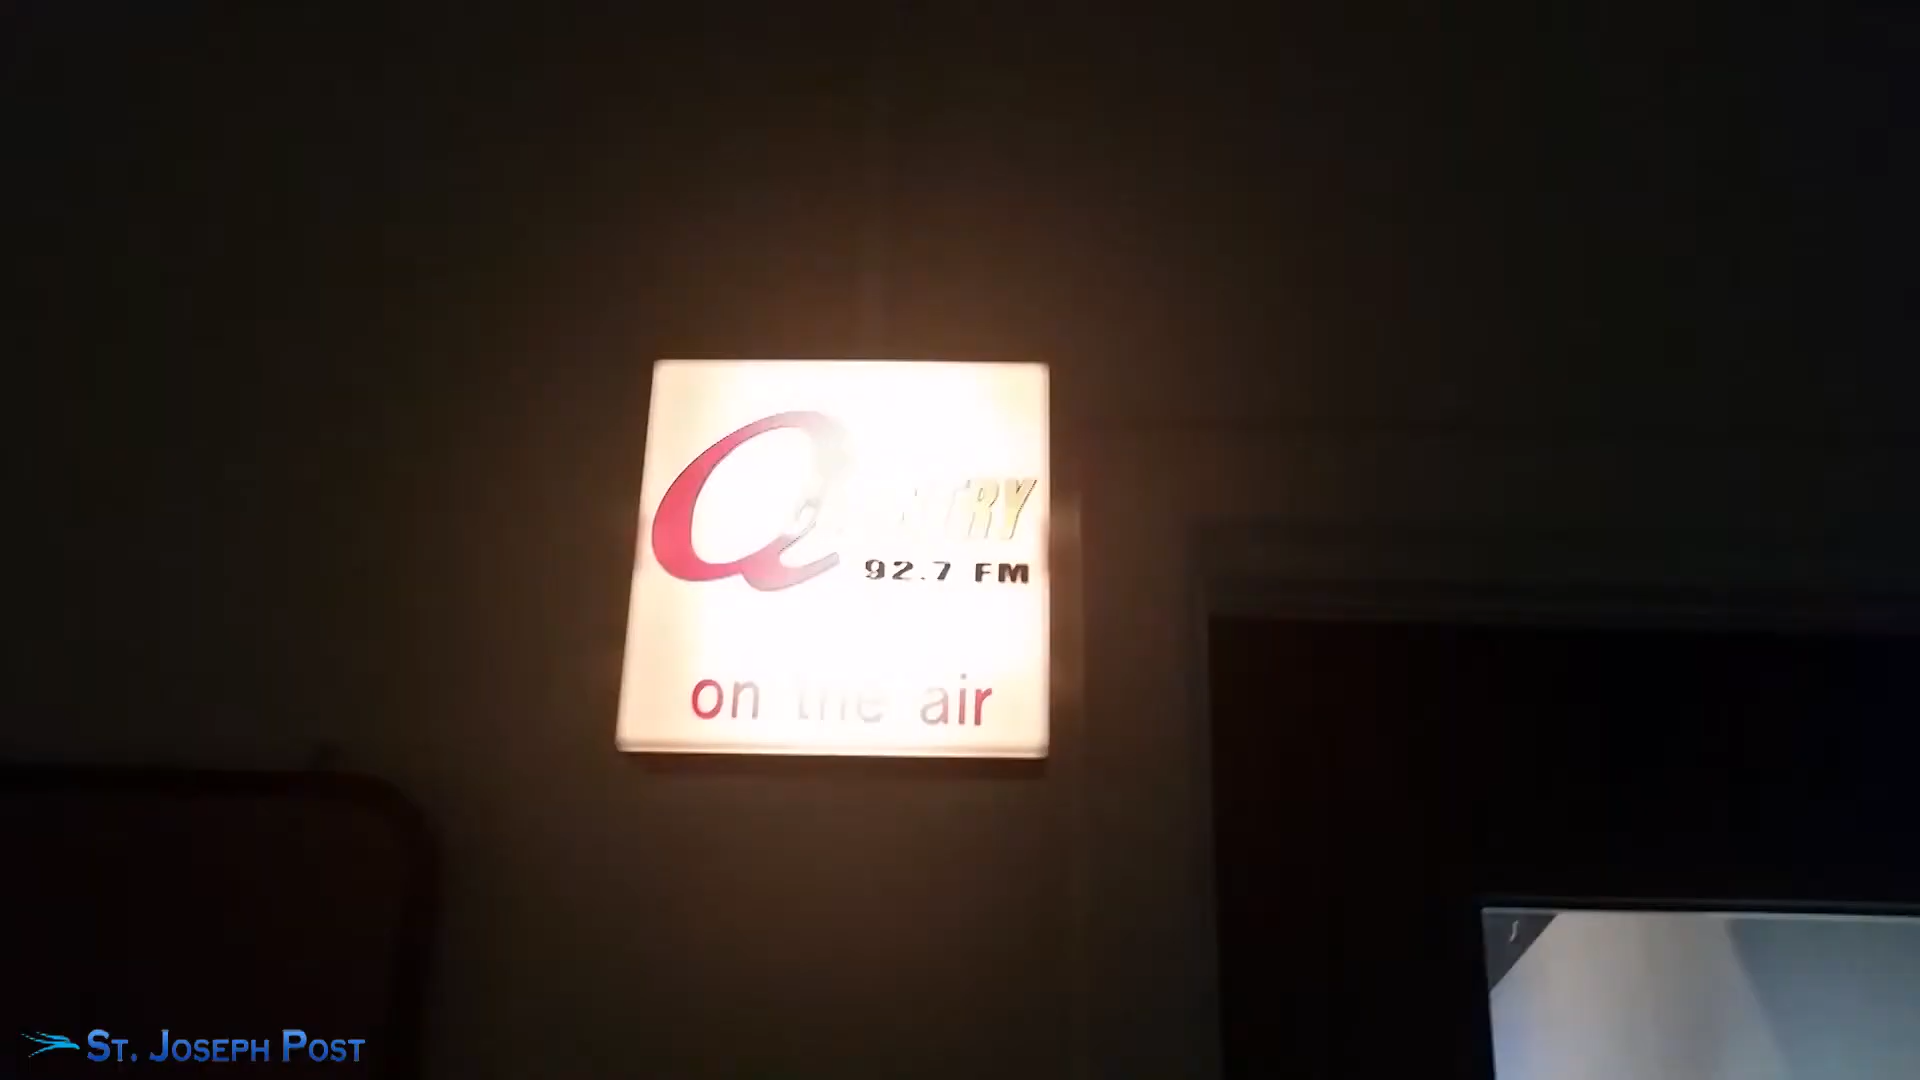 Q
92.7 FM
on the air
St. Joseph Post